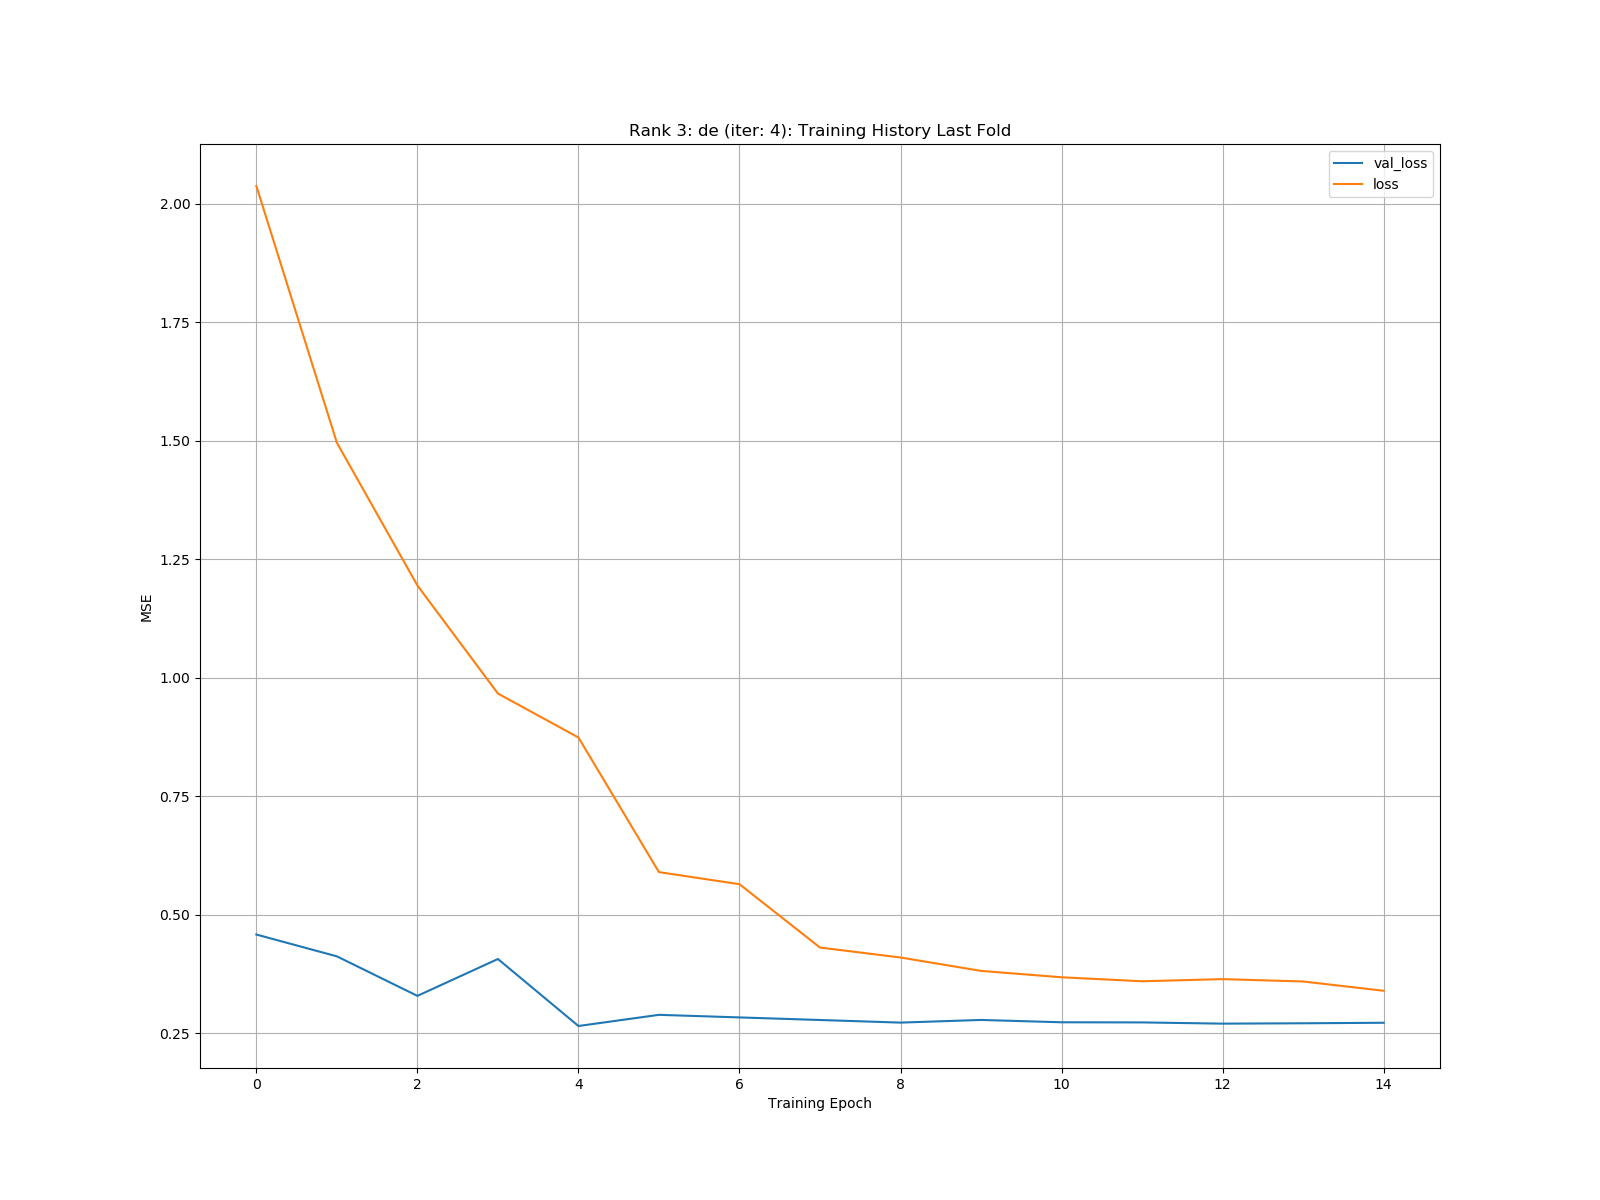 Rank 3: de (iter: 4): Training History Last Fold
val_loss
loss
2.00
1.75
1.50
1.25
1.00
0.75
0.50
0.25
MSE
0 2 4 6 8 10 12 14
Training Epoch